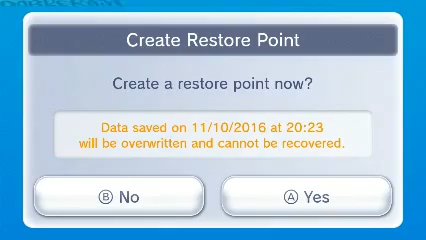 Create Restore Point
Create a restore point now?
Data saved on 11/10/2016 at 20:23
will be overwritten and cannot be recovered.
Ⓑ No
Ⓐ Yes